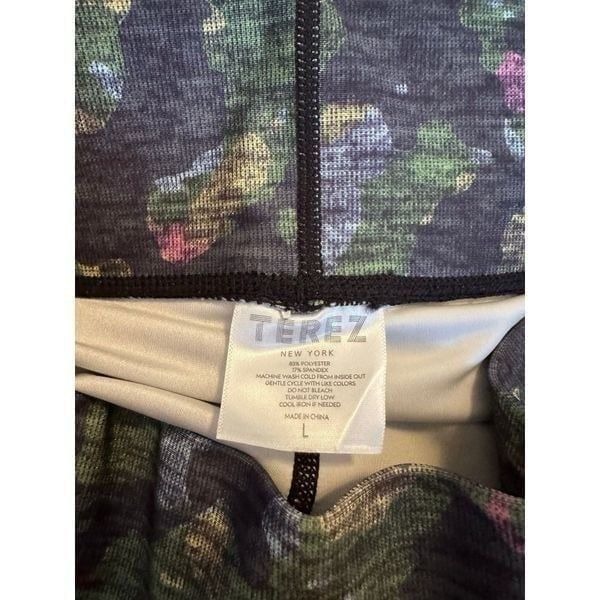 TEREZ
NEW YORK
83% POLYESTER
17% SPANDEX
MACHINE WASH COLD FROM INSIDE OUT
GENTLE CYCLE WITH LIKE COLORS
DO NOT BLEACH
TUMBLE DRY LOW
COOL IRON IF NEEDED
MADE IN CHINA
L